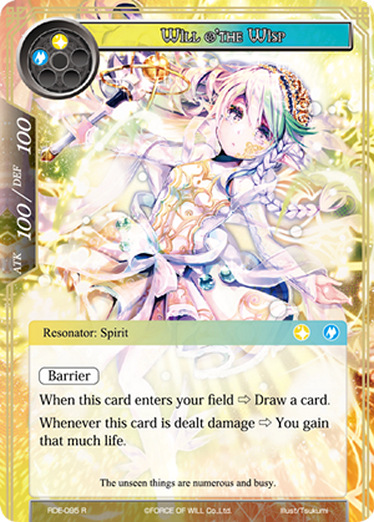 Will o'the Wisp
ATK 100/DEF 100
Resonator: Spirit
Barrier
When this card enters your field ⇨ Draw a card.
Whenever this card is dealt damage ⇨ You gain
that much life.
The unseen things are numerous and busy.
RDE-095 R ©FORCE OF WILL Co.,Ltd. Illust/Tsukumi